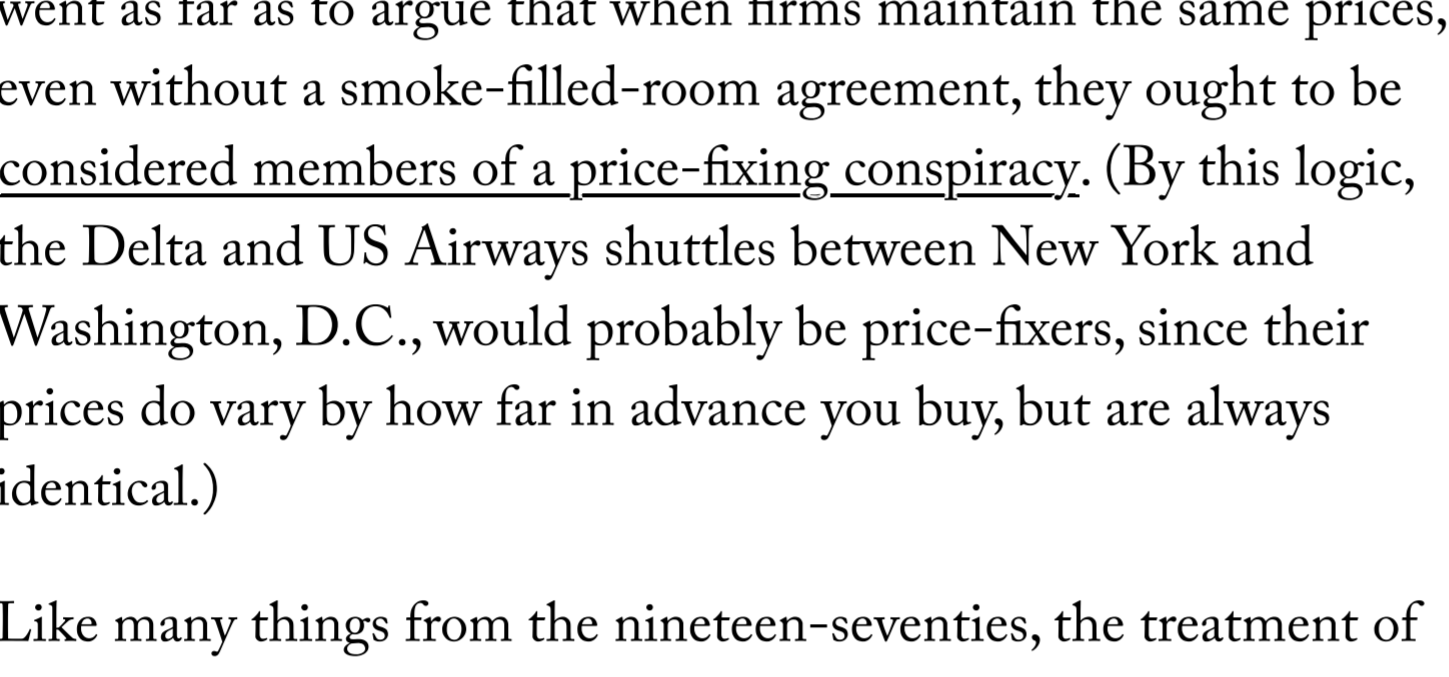 went as far as to argue that when firms maintain the same prices,
even without a smoke-filled-room agreement, they ought to be
considered members of a price-fixing conspiracy. (By this logic,
the Delta and US Airways shuttles between New York and
Washington, D.C., would probably be price-fixers, since their
prices do vary by how far in advance you buy, but are always
identical.)
Like many things from the nineteen-seventies, the treatment of